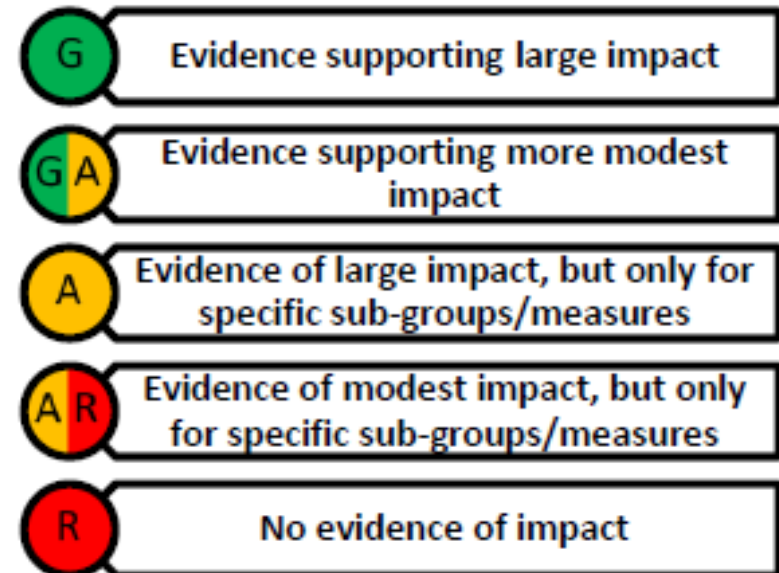 G
Evidence supporting large impact
G A
Evidence supporting more modest
impact
A
Evidence of large impact, but only for
specific sub-groups/measures
A R
Evidence of modest impact, but only
for specific sub-groups/measures
R
No evidence of impact